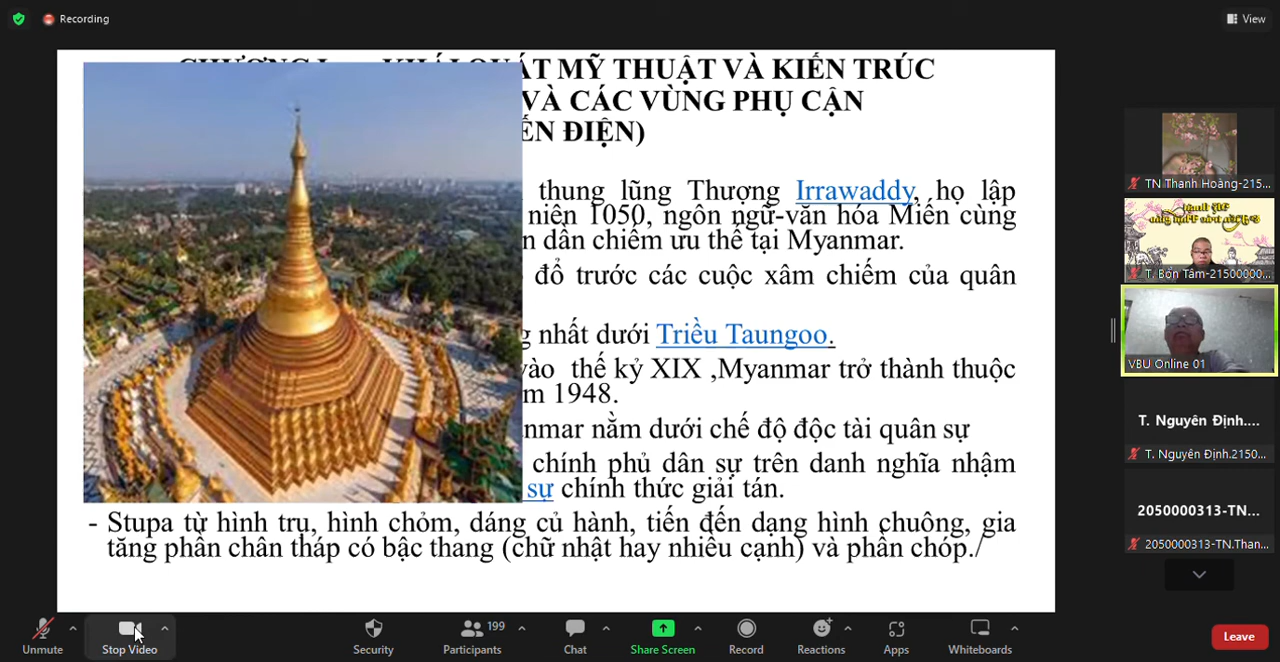 Recording
View
ÁT MỸ THUẬT VÀ KIẾN TRÚC
VÀ CÁC VÙNG PHỤ CẬN
ẾN ĐIỆN)
thung lũng Thượng Irrawaddy, họ lập
niên 1050, ngôn ngữ-văn hóa Miến cùng
n dân chiếm ưu thế tại Myanmar.
đổ trước các cuộc xâm chiếm của quân
g nhất dưới Triều Taungoo.
vào thế kỷ XIX ,Myanmar trở thành thuộc
m 1948.
nmar nằm dưới chế độ độc tài quân sự
chính phủ dân sự trên danh nghĩa nhậm
sự chính thức giải tán.
- Stupa từ hình trụ, hình chỏm, dáng củ hành, tiến đến dạng hình chuông, gia
tăng phần chân tháp có bậc thang (chữ nhật hay nhiều cạnh) và phần chóp./
TN Thanh Hoàng-215...
T. Bổn Tâm-21500000...
VBU Online 01
T. Nguyên Định....
T. Nguyên Định.2150...
2050000313-TN...
2050000313-TN.Than...
Unmute
Stop Video
Security
Participants
199
Chat
Share Screen
Record
Reactions
Apps
Whiteboards
Leave